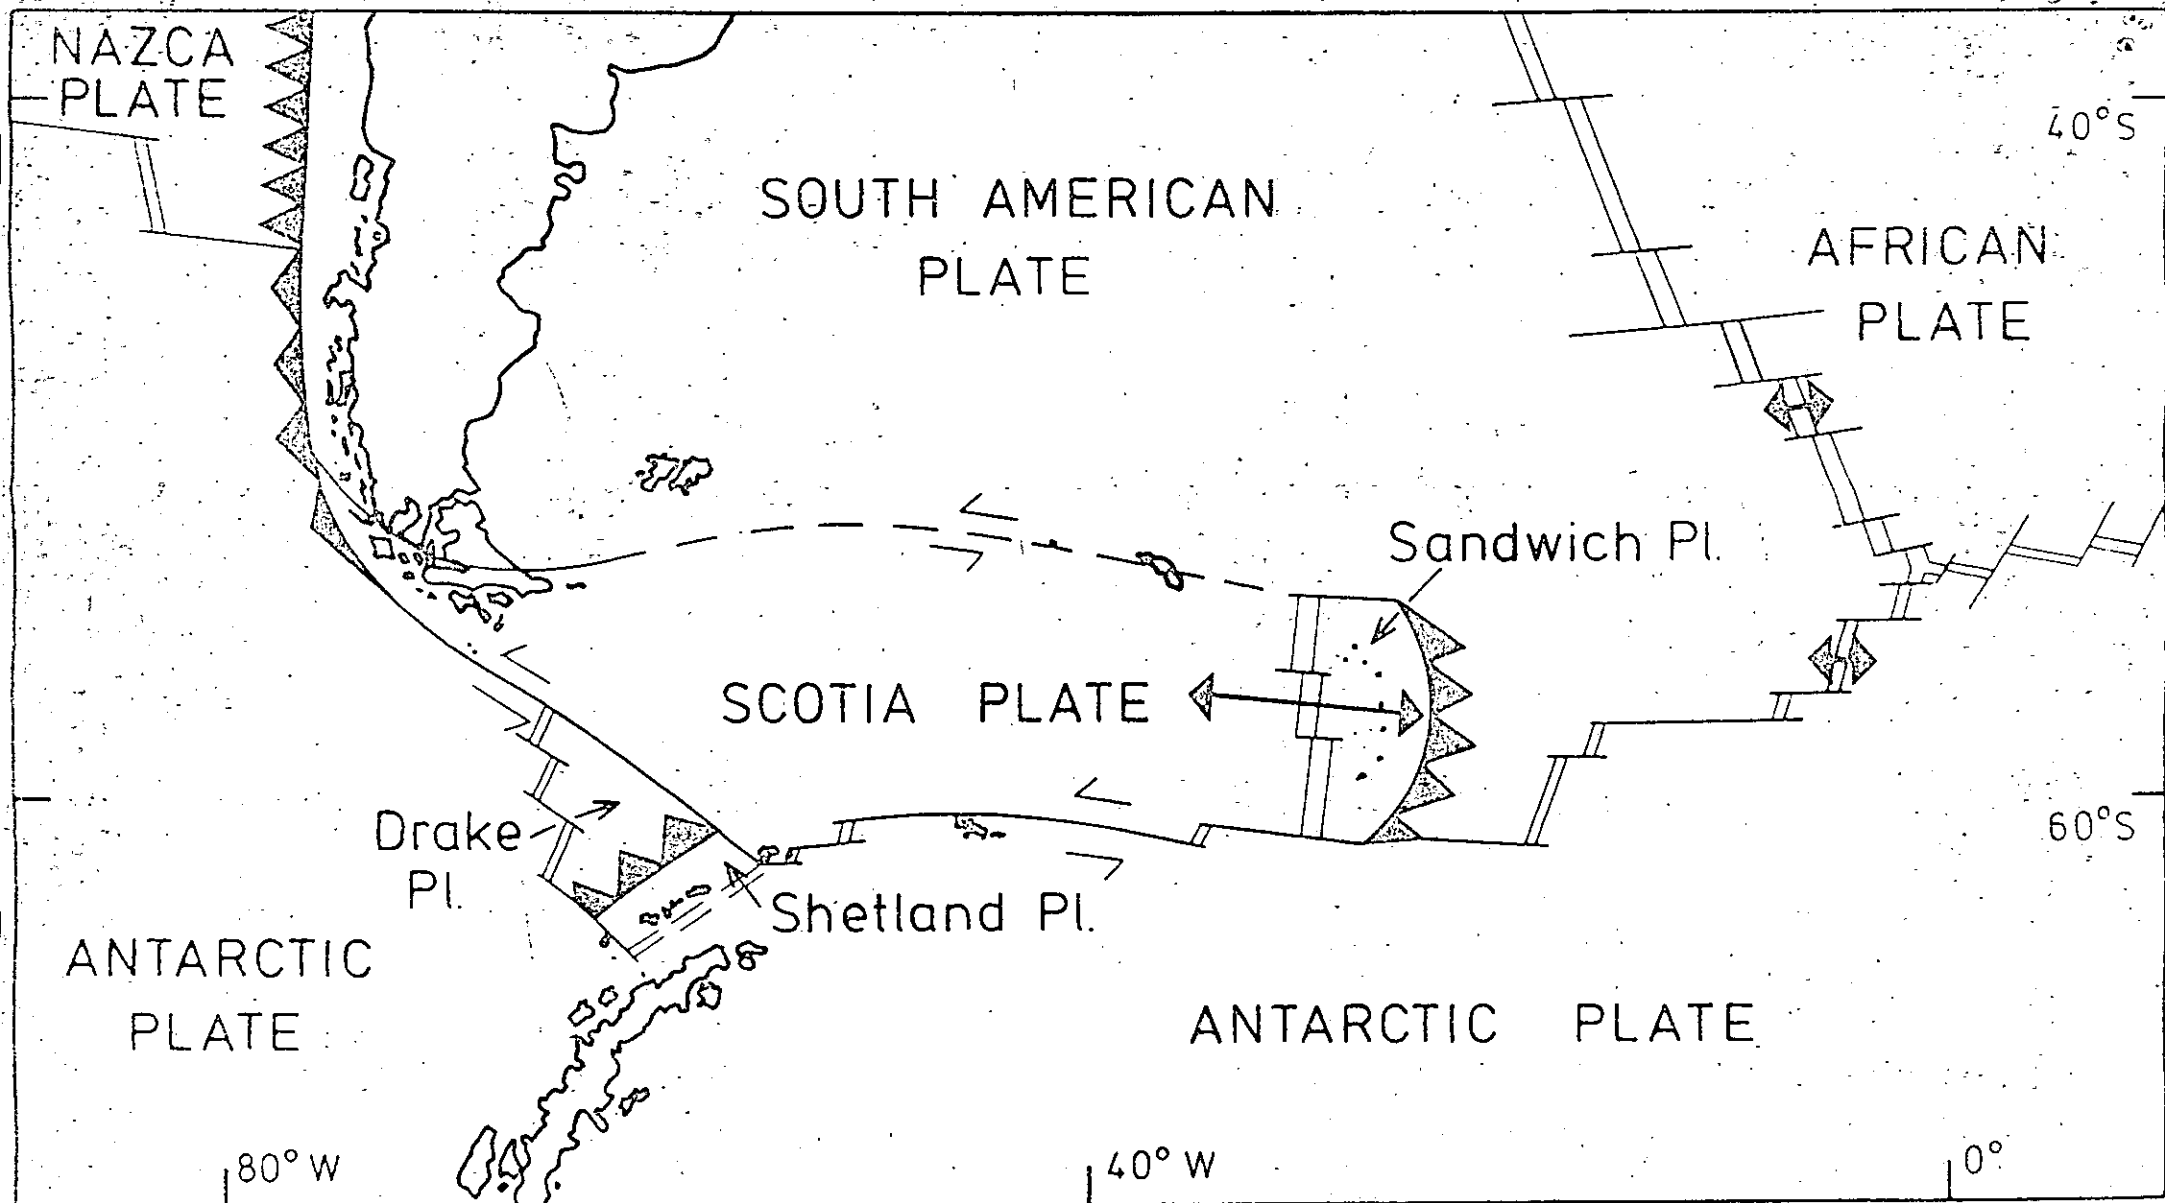 NAZCA
PLATE
40°S
SOUTH AMERICAN
PLATE
AFRICAN
PLATE
Sandwich Pl.
SCOTIA PLATE
Drake
Pl.
60°S
Shetland Pl.
ANTARCTIC
PLATE
ANTARCTIC PLATE
80°W
40°W
0°